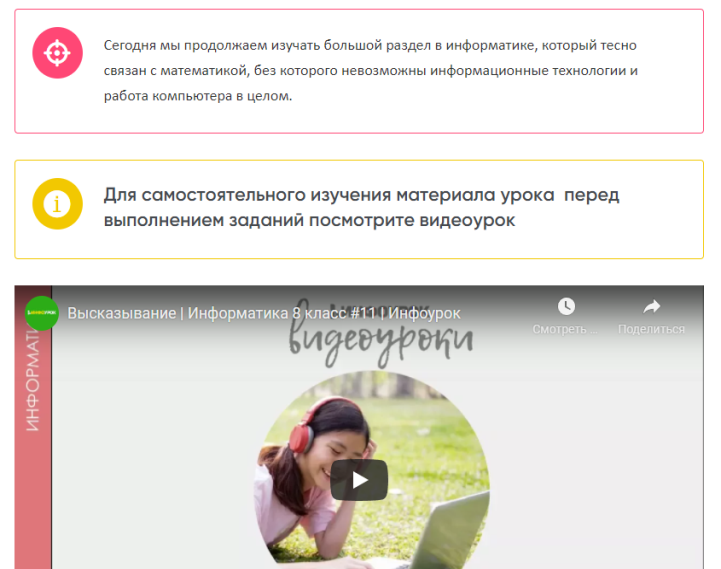 Сегодня мы продолжаем изучать большой раздел в информатике, который тесно
связан с математикой, без которого невозможны информационные технологии и
работа компьютера в целом.
Для самостоятельного изучения материала урока перед
выполнением заданий посмотрите видеоурок
Высказывание | Информатика 8 класс #11 | Инфоурок
Смотреть ...
Поделиться
видеоуроки
ИНФОРМАТИ